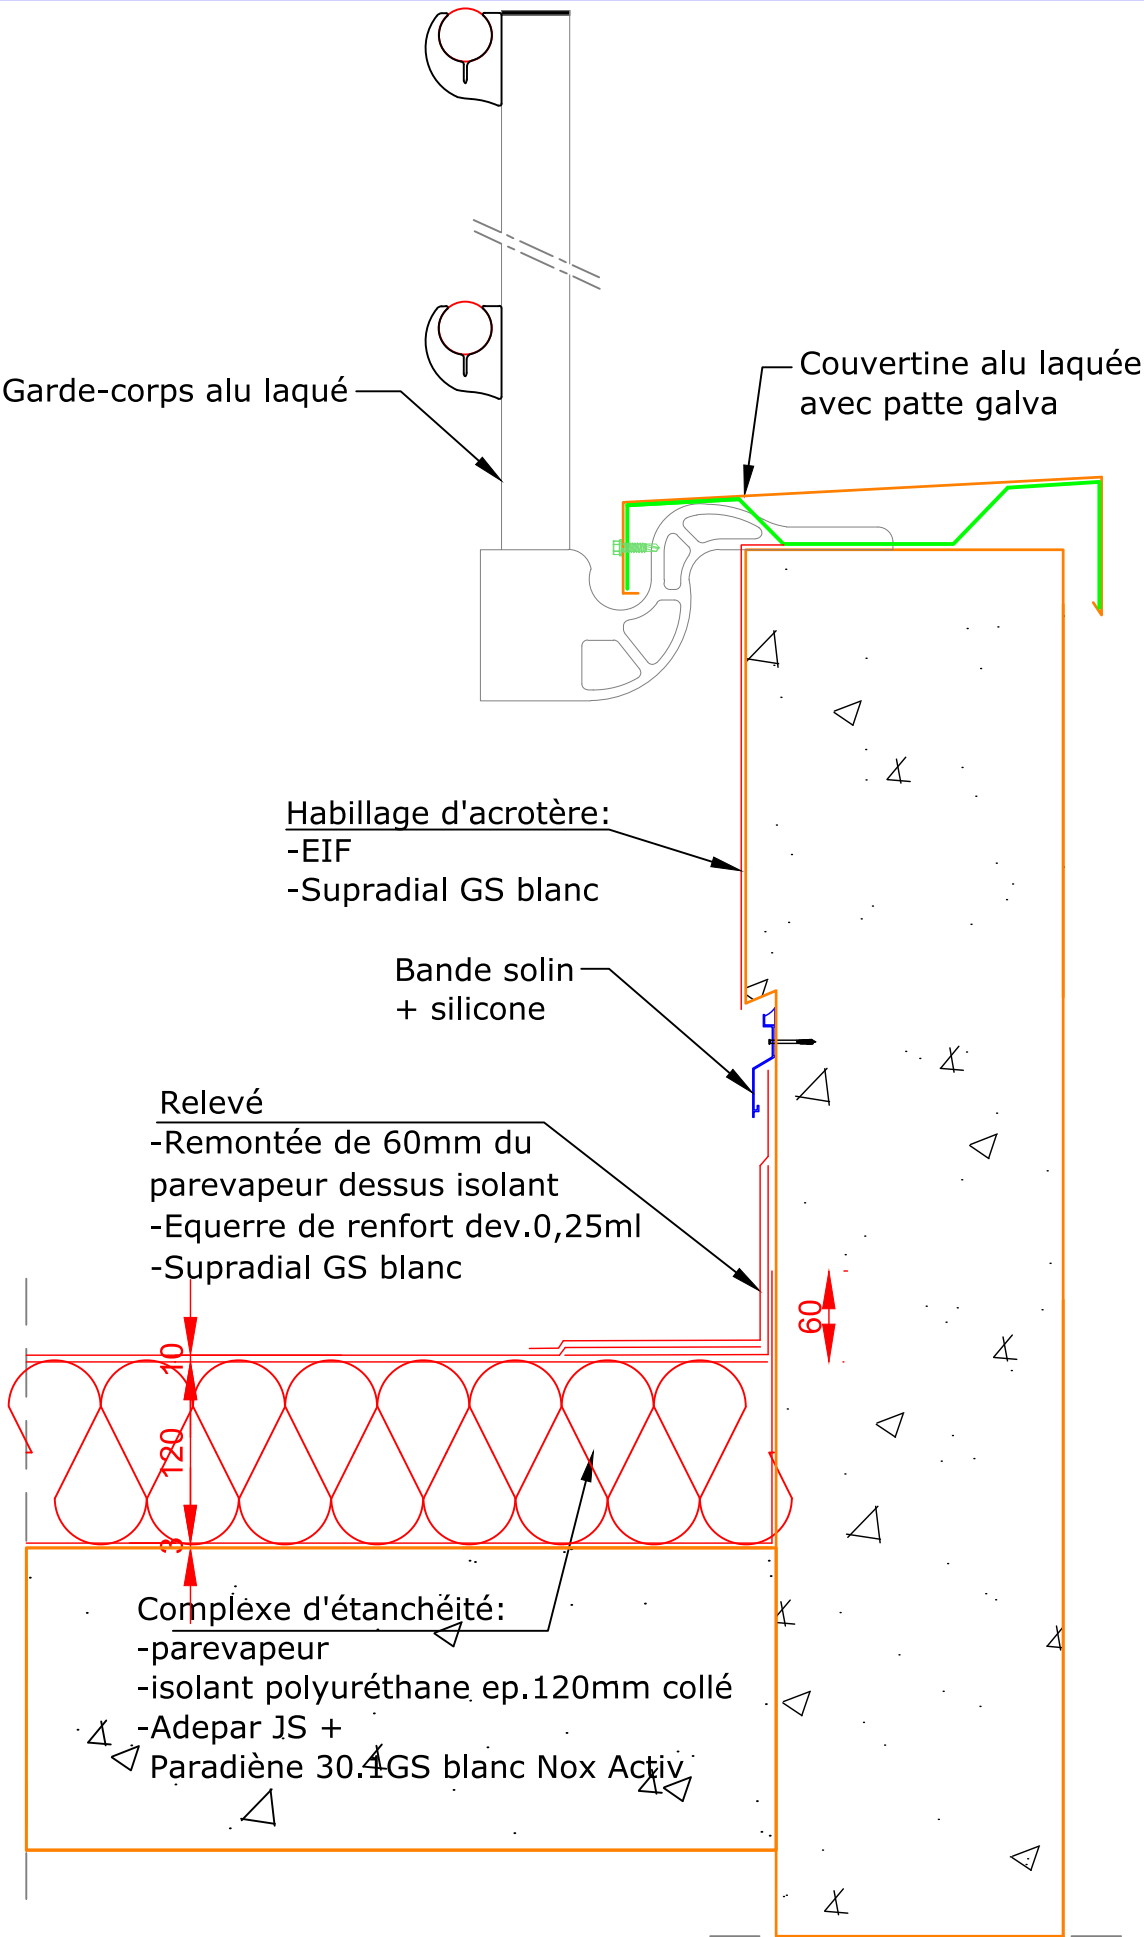 Garde-corps alu laqué
Couvertine alu laquée
avec patte galva
Habillage d'acrotère:
-EIF
-Supradial GS blanc
Bande solin
+ silicone
Relevé
-Remontée de 60mm du
parevapeur dessus isolant
-Equerre de renfort dev.0,25ml
-Supradial GS blanc
60
10
120
3
Complexe d'étanchéité:
-parevapeur
-isolant polyuréthane ep.120mm collé
-Adepar JS +
Paradiène 30.1GS blanc Nox Activ